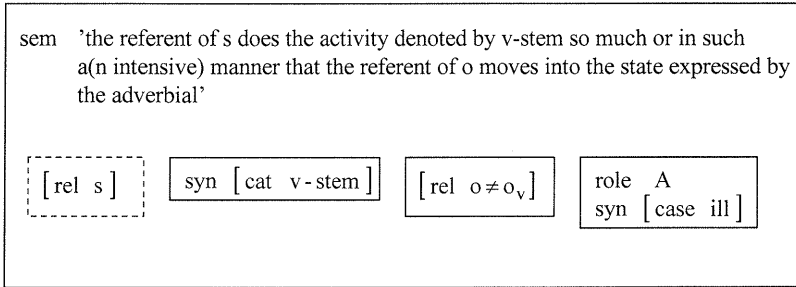 sem ’the referent of s does the activity denoted by v-stem so much or in such
a(n intensive) manner that the referent of o moves into the state expressed by
the adverbial’
[rel s] syn [cat v-stem] [rel o≠oᵥ] role A
syn [case ill]